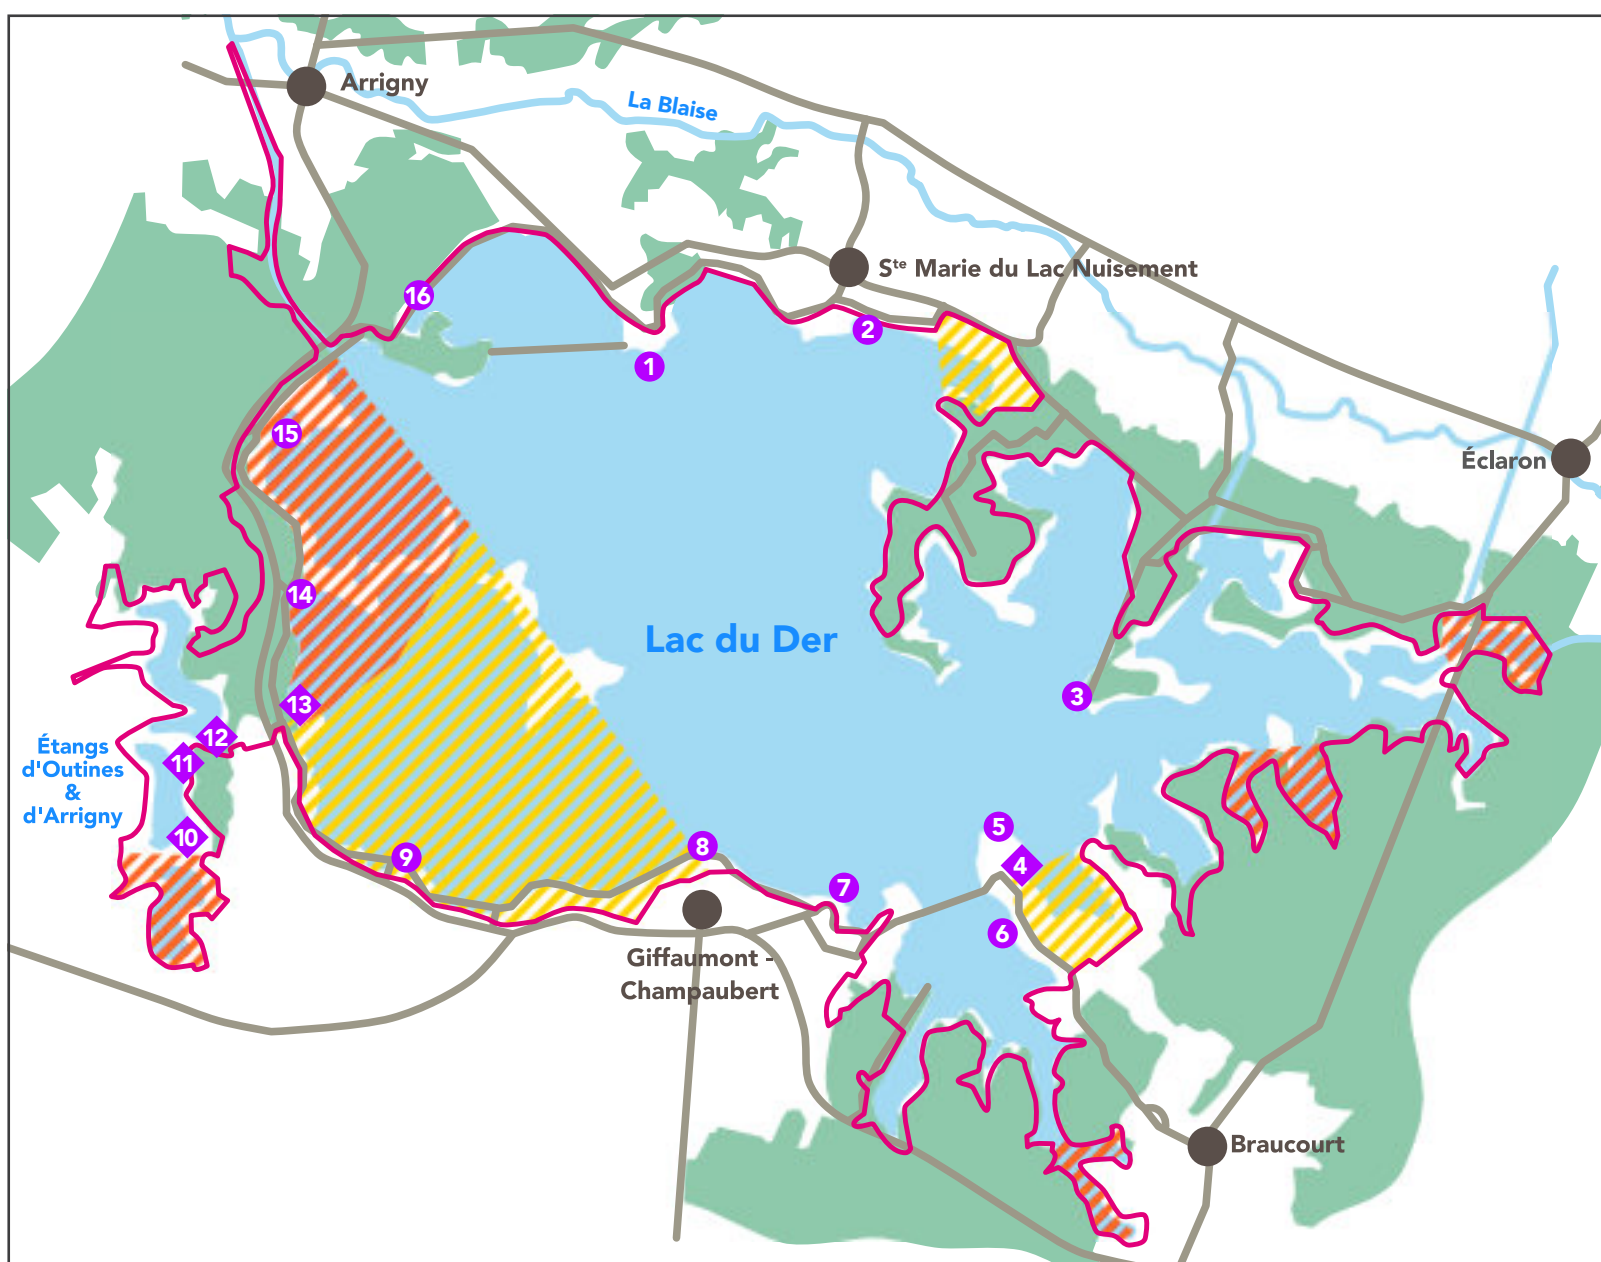 Arrigny
La Blaise
Sᵗᵉ Marie du Lac Nuisement
16
2
1
15
Éclaron
14
Lac du Der
3
13
12
Étangs
d'Outines
&
d'Arrigny
11
10
5
4
8
9
7
6
Giffaumont -
Champaubert
Braucourt